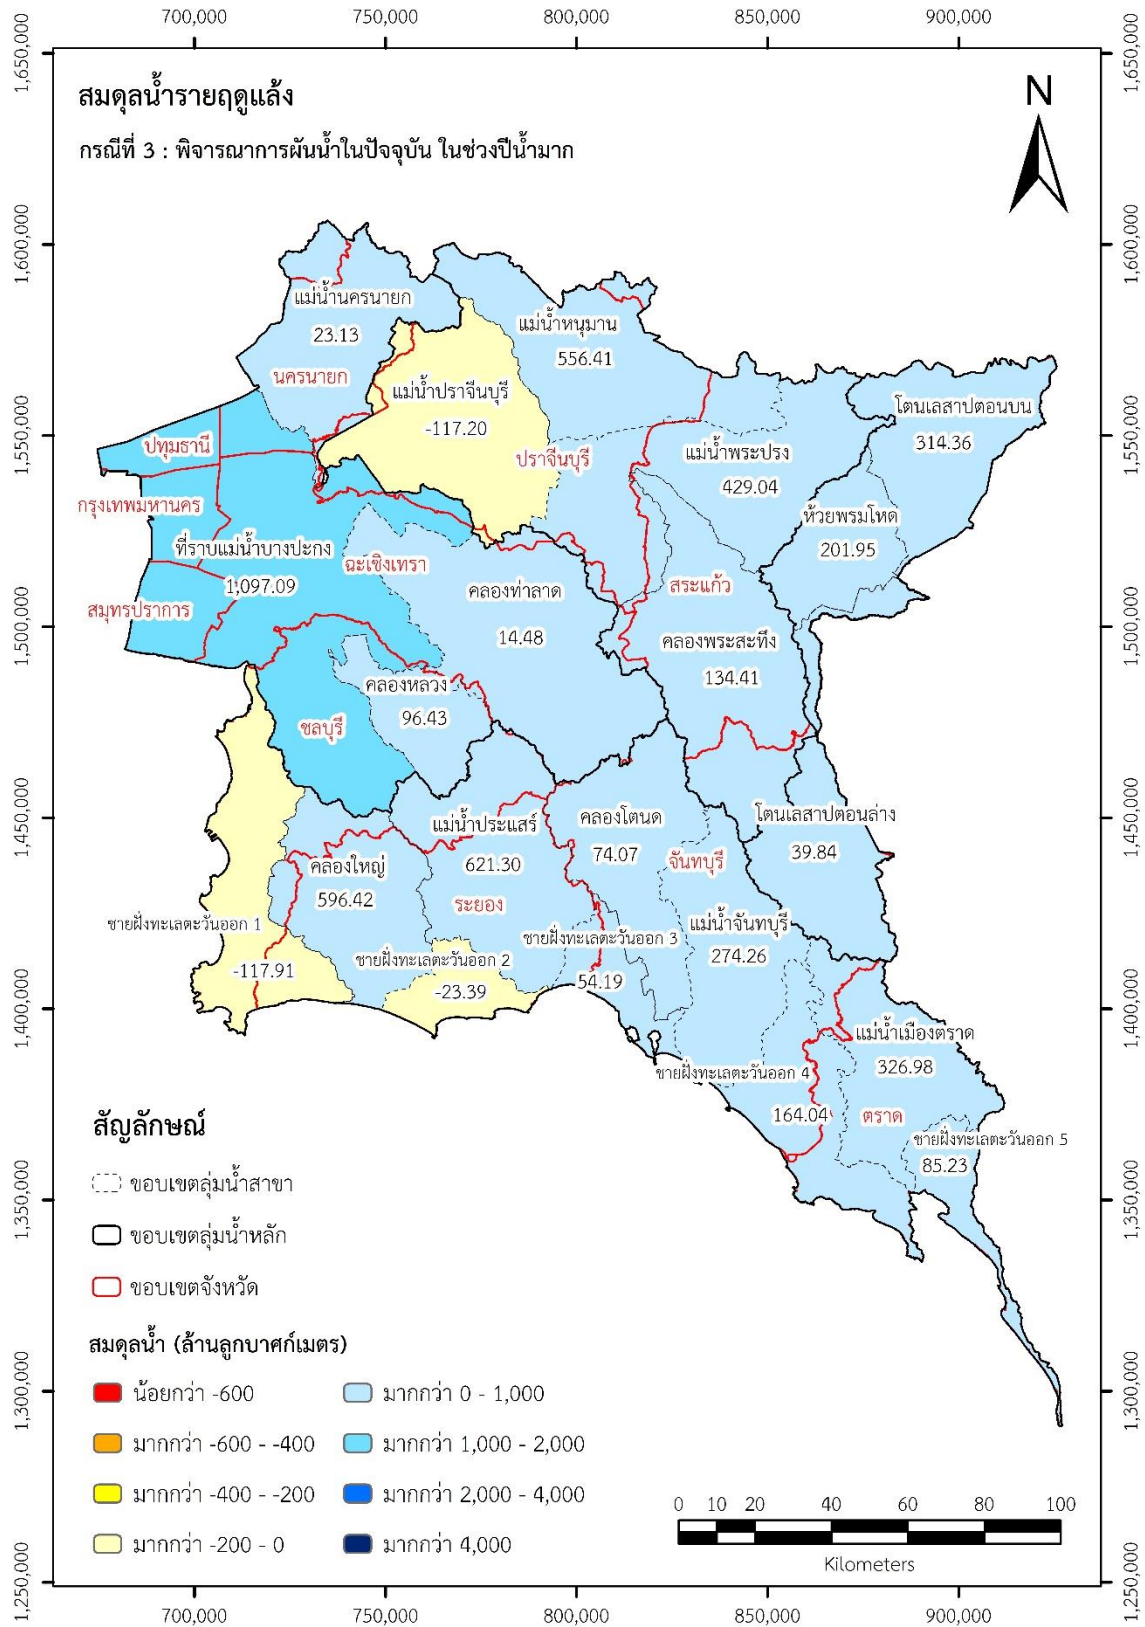 700,000 750,000 800,000 850,000 900,000
1,650,000
1,650,000
สมดุลน้ำรายฤดูแล้ง
กรณีที่ 3 : พิจารณาการผันน้ำในปัจจุบัน ในช่วงปีน้ำมาก
N
1,600,000
1,600,000
แม่น้ำนครนายก
23.13
นครนายก
แม่น้ำหนุมาน
556.41
แม่น้ำปราจีนบุรี
-117.20
ปราจีนบุรี
โตนเลสาปตอนบน
314.36
1,550,000
1,550,000
ปทุมธานี
แม่น้ำพระปรง
429.04
กรุงเทพมหานคร
ห้วยพรมโหด
201.95
ที่ราบแม่น้ำบางปะกง
1,097.09
ฉะเชิงเทรา
สมุทรปราการ
คลองท่าลาด
14.48
สระแก้ว
1,500,000
1,500,000
คลองพระสะทึง
134.41
คลองหลวง
96.43
ชลบุรี
1,450,000
1,450,000
แม่น้ำประแสร์
621.30
คลองโตนด
74.07
โตนเลสาปตอนล่าง
39.84
คลองใหญ่
596.42
ระยอง
จันทบุรี
ชายฝั่งทะเลตะวันออก 1
-117.91
ชายฝั่งทะเลตะวันออก 2
-23.39
ชายฝั่งทะเลตะวันออก 3
54.19
แม่น้ำจันทบุรี
274.26
1,400,000
1,400,000
แม่น้ำเมืองตราด
326.98
ชายฝั่งทะเลตะวันออก 4
164.04
ตราด
ชายฝั่งทะเลตะวันออก 5
85.23
สัญลักษณ์
ขอบเขตลุ่มน้ำสาขา
ขอบเขตลุ่มน้ำหลัก
ขอบเขตจังหวัด
1,350,000
1,350,000
สมดุลน้ำ (ล้านลูกบาศก์เมตร)
น้อยกว่า -600
มากกว่า -600 - -400
มากกว่า -400 - -200
มากกว่า -200 - 0
มากกว่า 0 - 1,000
มากกว่า 1,000 - 2,000
มากกว่า 2,000 - 4,000
มากกว่า 4,000
1,300,000
1,300,000
0 10 20 40 60 80 100
Kilometers
1,250,000
1,250,000
700,000 750,000 800,000 850,000 900,000